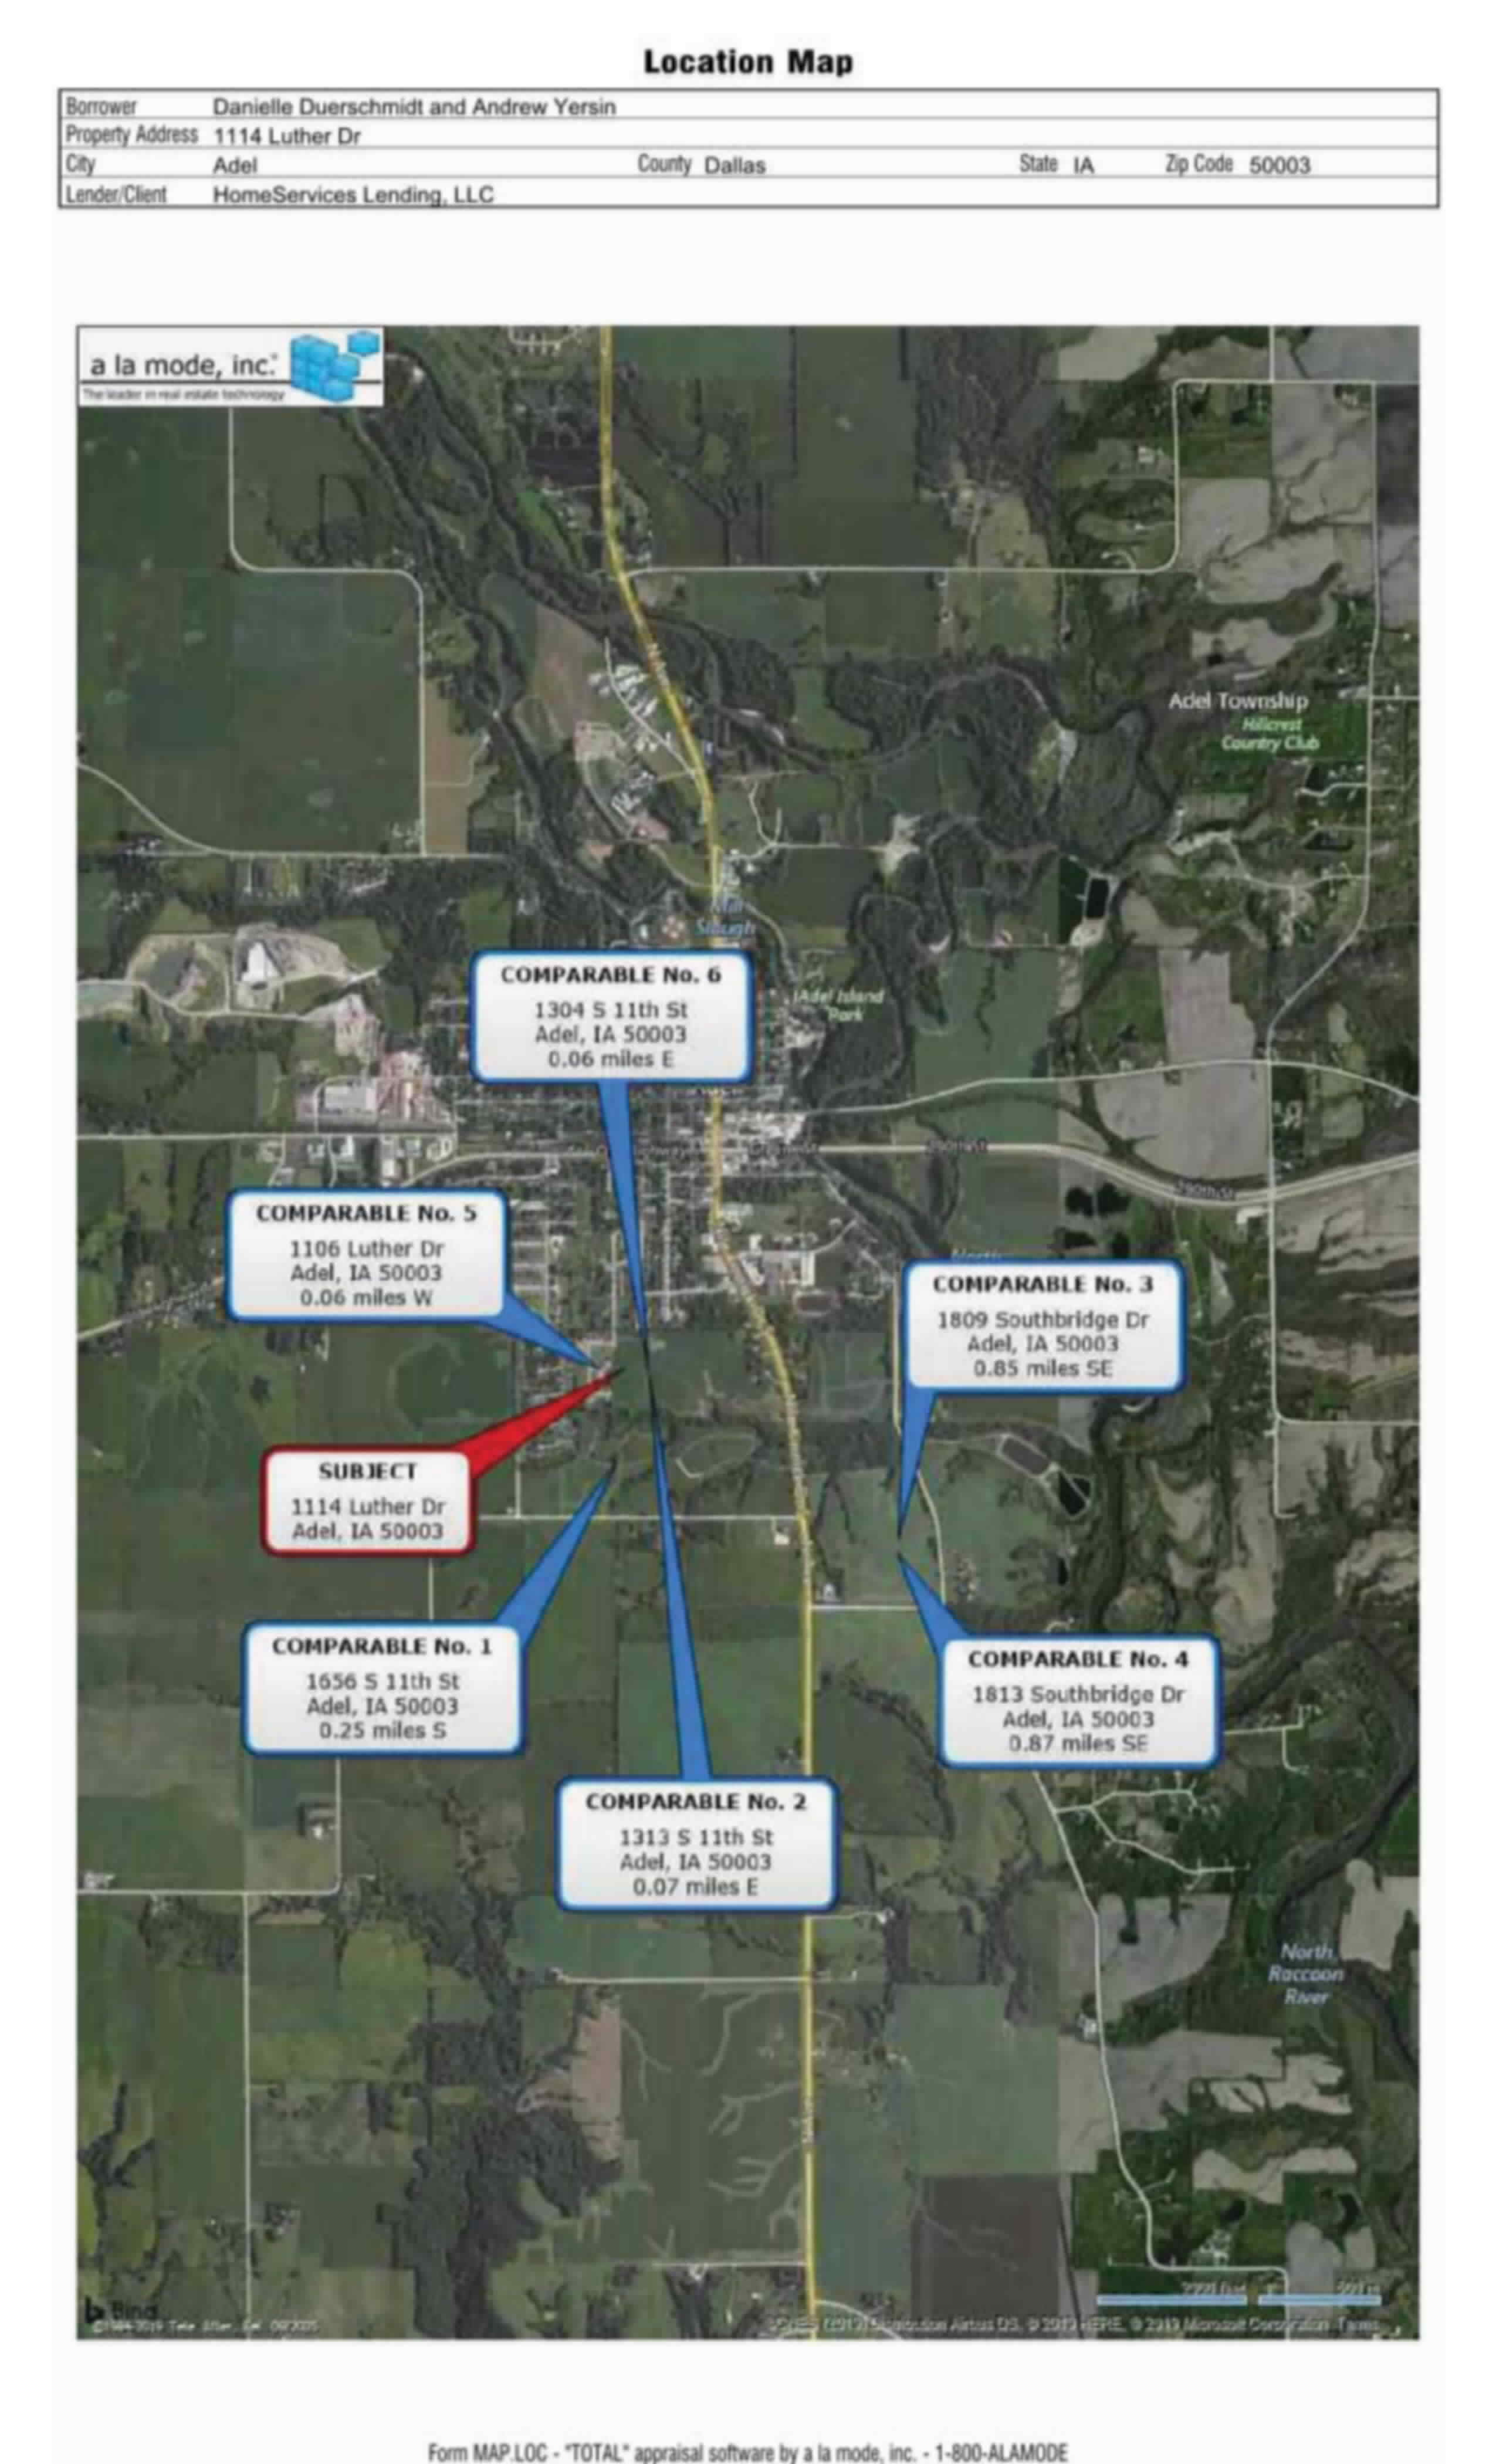 Location Map
Borrower Danielle Duerschmidt and Andrew Yersin
Property Address 1114 Luther Dr
City Adel County Dallas State IA Zip Code 50003
Lender/Client HomeServices Lending, LLC
a la mode, inc.
The leader in real estate technology
Adel Township
Hillcrest
Country Club
Slough
COMPARABLE No. 6
1304 S 11th St
Adel, IA 50003
0.06 miles E
Adel Island
Park
COMPARABLE No. 5
1106 Luther Dr
Adel, IA 50003
0.06 miles W
North
COMPARABLE No. 3
1809 Southbridge Dr
Adel, IA 50003
0.85 miles SE
SUBJECT
1114 Luther Dr
Adel, IA 50003
COMPARABLE No. 1
1656 S 11th St
Adel, IA 50003
0.25 miles S
COMPARABLE No. 4
1813 Southbridge Dr
Adel, IA 50003
0.87 miles SE
COMPARABLE No. 2
1313 S 11th St
Adel, IA 50003
0.07 miles E
North
Raccoon
River
Bing
© 2019 HERE, © 2019 Microsoft Corporation Terms
Form MAP.LOC - "TOTAL" appraisal software by a la mode, inc. - 1-800-ALAMODE